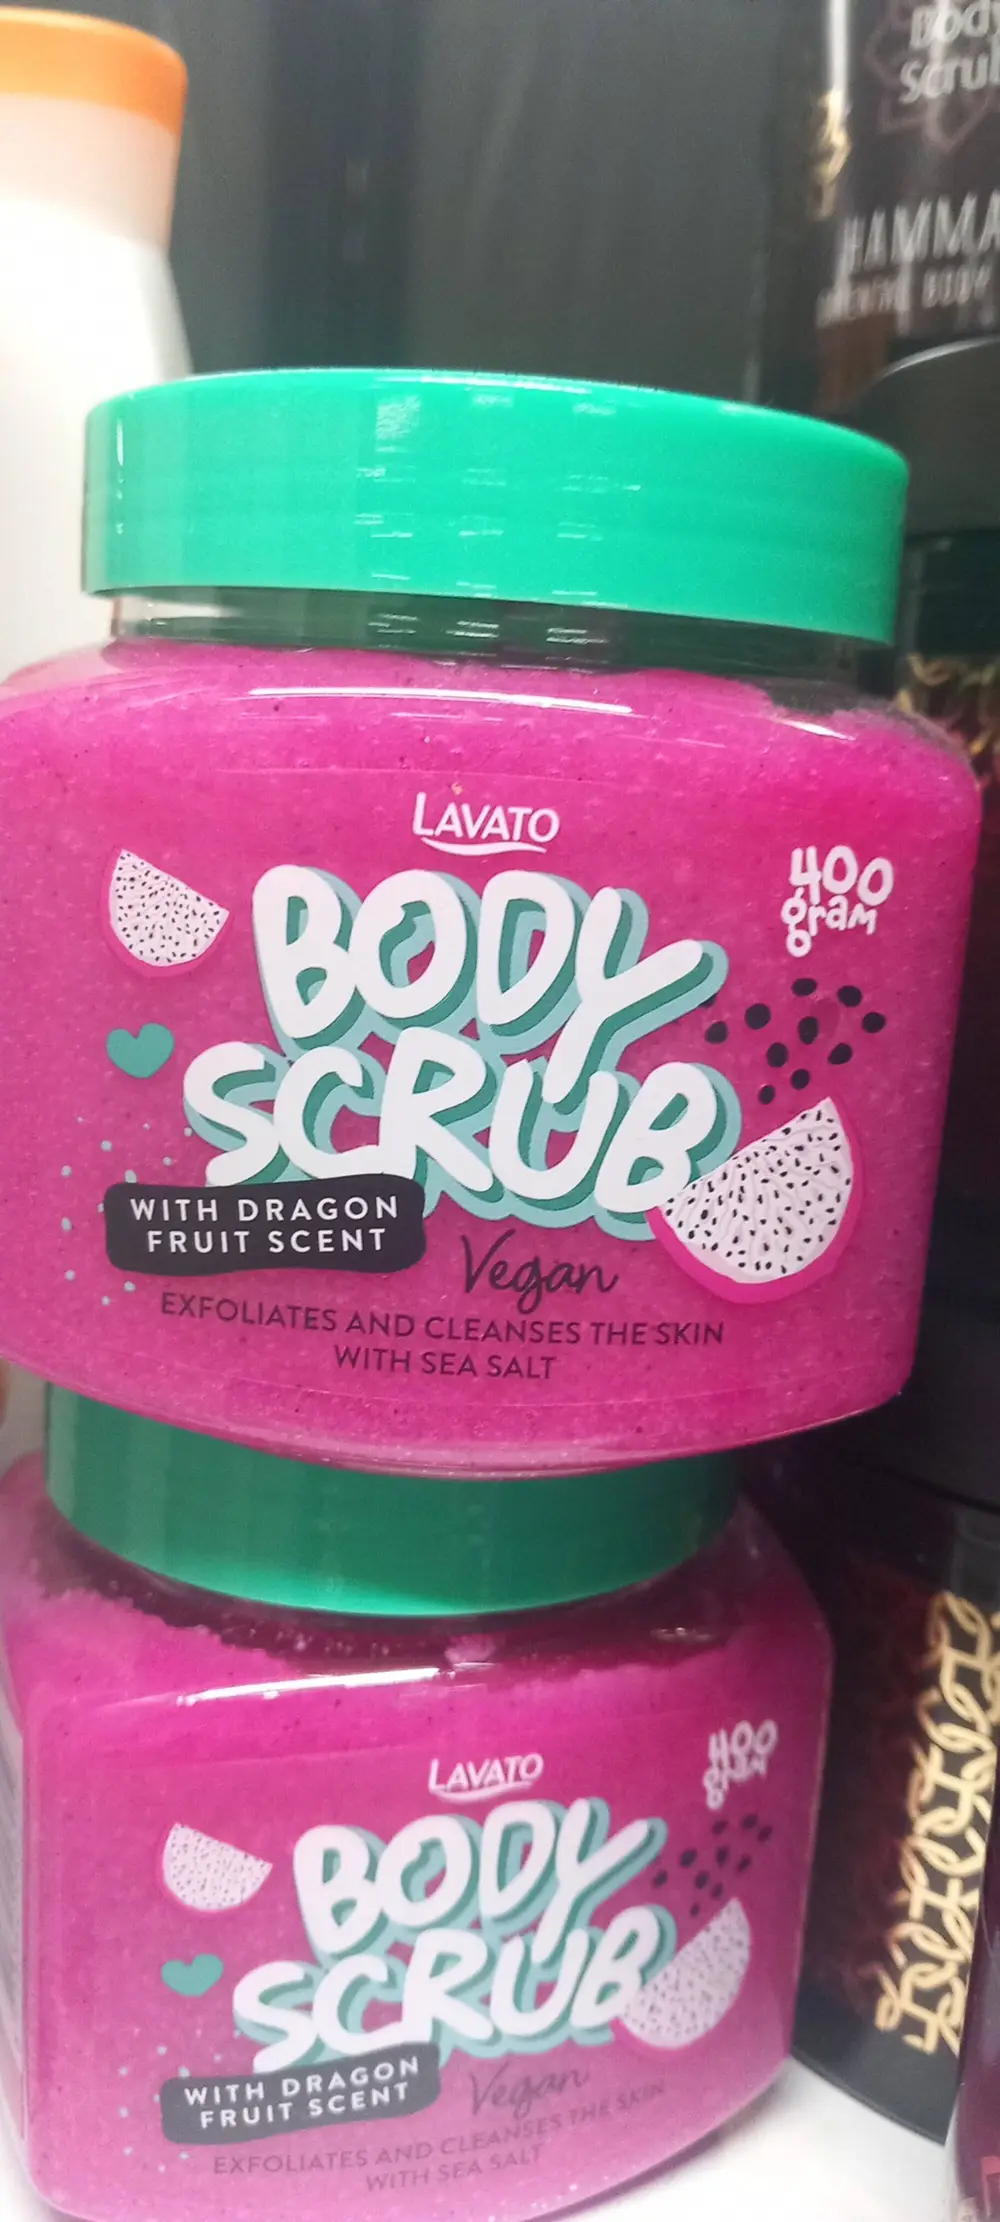 Body
Scrub
HAMMA
BODY
LAVATO
400
gram
BODY
SCRUB
WITH DRAGON
FRUIT SCENT
Vegan
EXFOLIATES AND CLEANSES THE SKIN
WITH SEA SALT
LAVATO
400
gram
BODY
SCRUB
WITH DRAGON
FRUIT SCENT
Vegan
EXFOLIATES AND CLEANSES THE SKIN
WITH SEA SALT